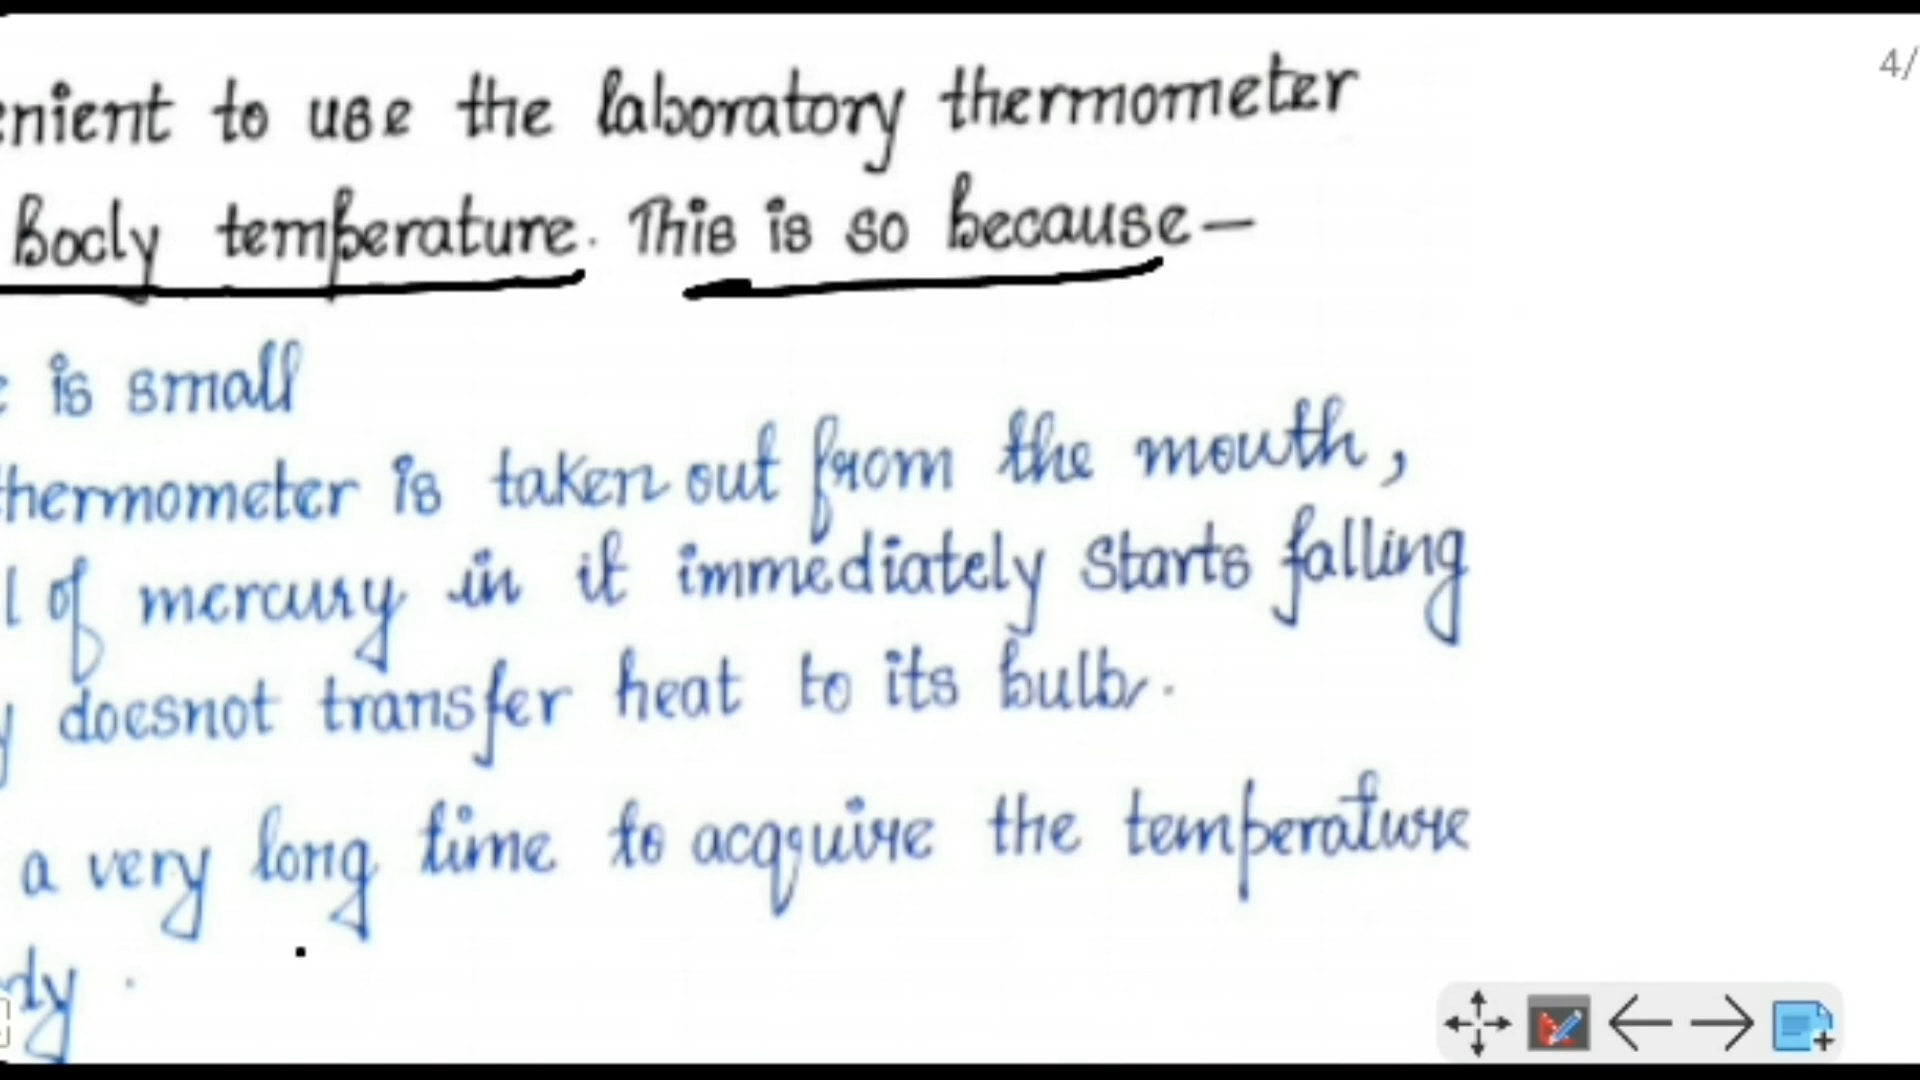 4/
enient to use the laboratory thermometer
Body temperature. This is so because—
is small
thermometer is taken out from the mouth,
l of mercury in it immediately starts falling
y doesnot transfer heat to its bulb.
a very long time to acquire the temperature
dy.